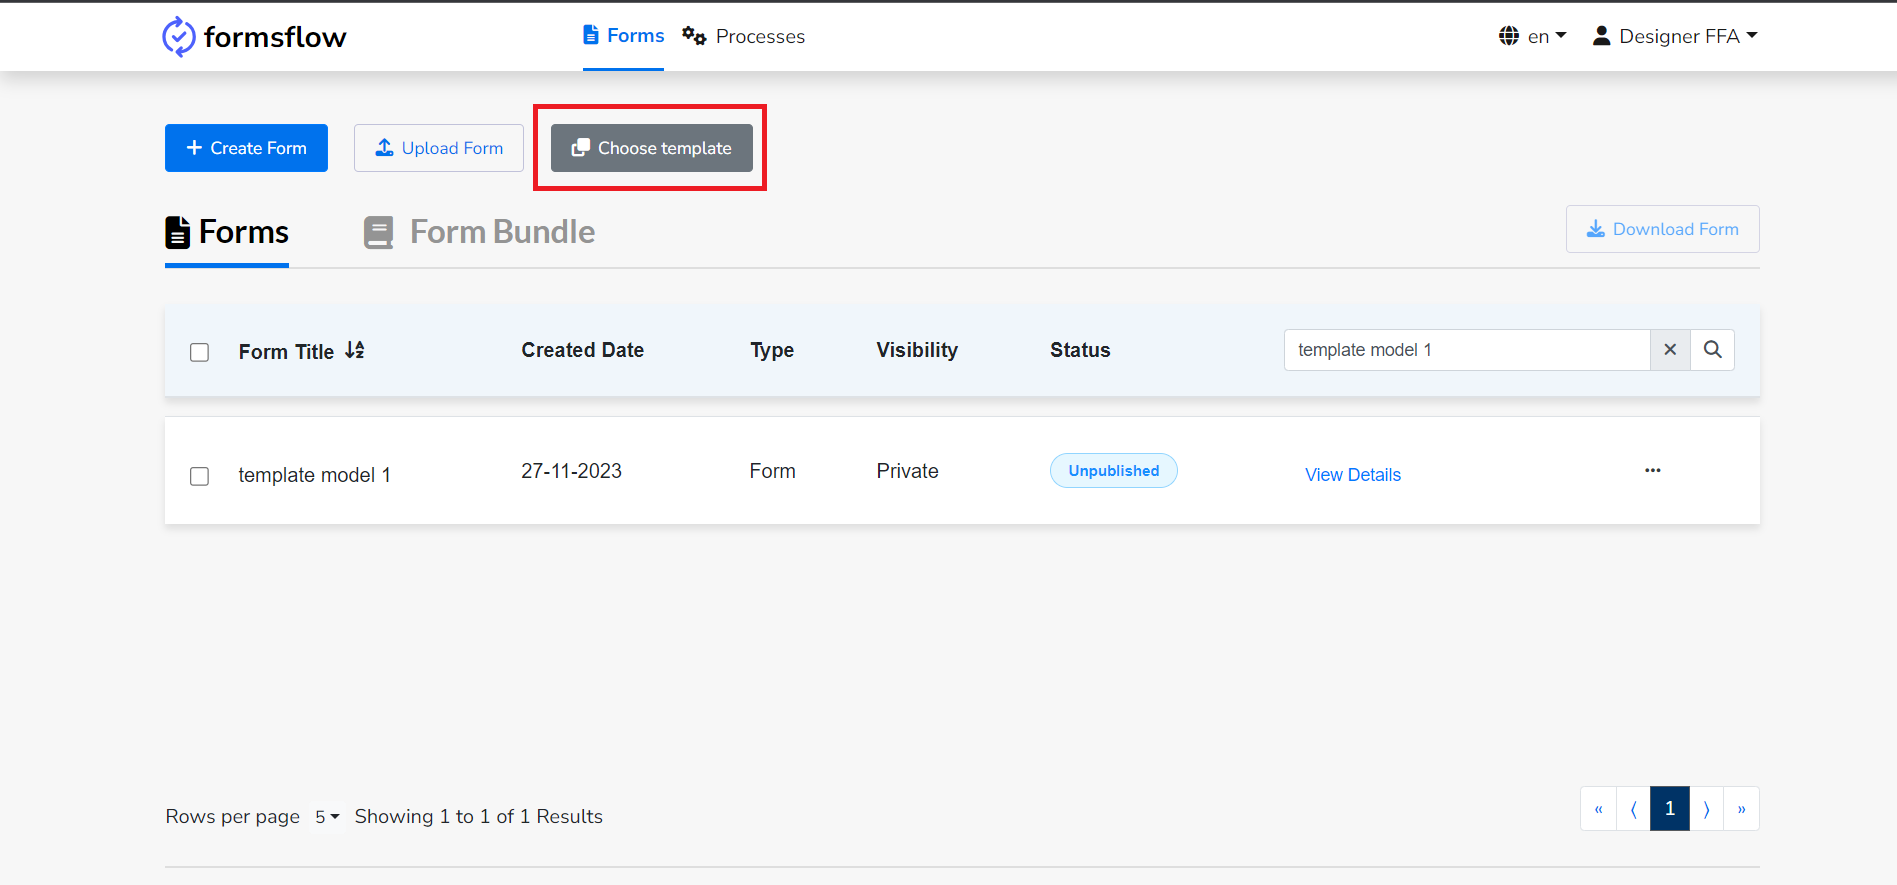 formsflow
Forms Processes
en Designer FFA
Create Form Upload Form Choose template
Forms Form Bundle Download Form
Form Title Created Date Type Visibility Status template model 1
template model 1 27-11-2023 Form Private Unpublished View Details ...
Rows per page 5 Showing 1 to 1 of 1 Results « ⟨ 1 ⟩ »